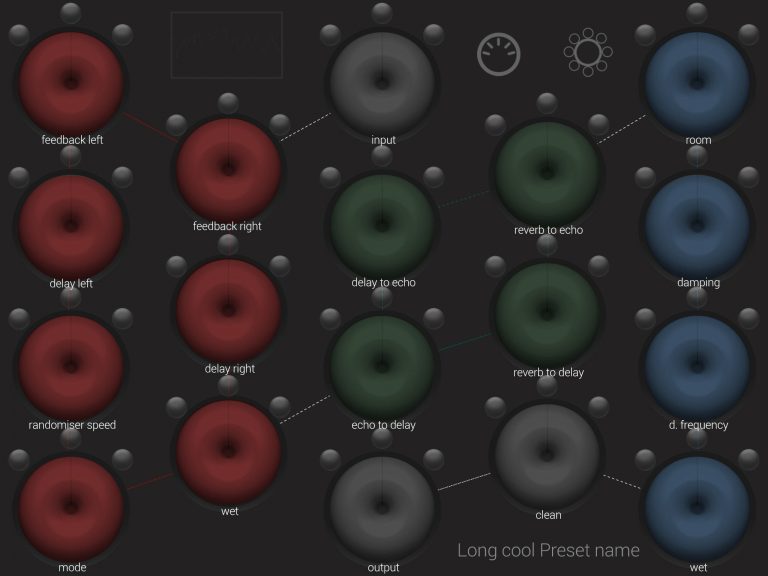 feedback left
input
room
feedback right
reverb to echo
delay left
delay to echo
damping
delay right
reverb to delay
randomiser speed
echo to delay
d. frequency
wet
clean
Long cool Preset name
mode
output
wet